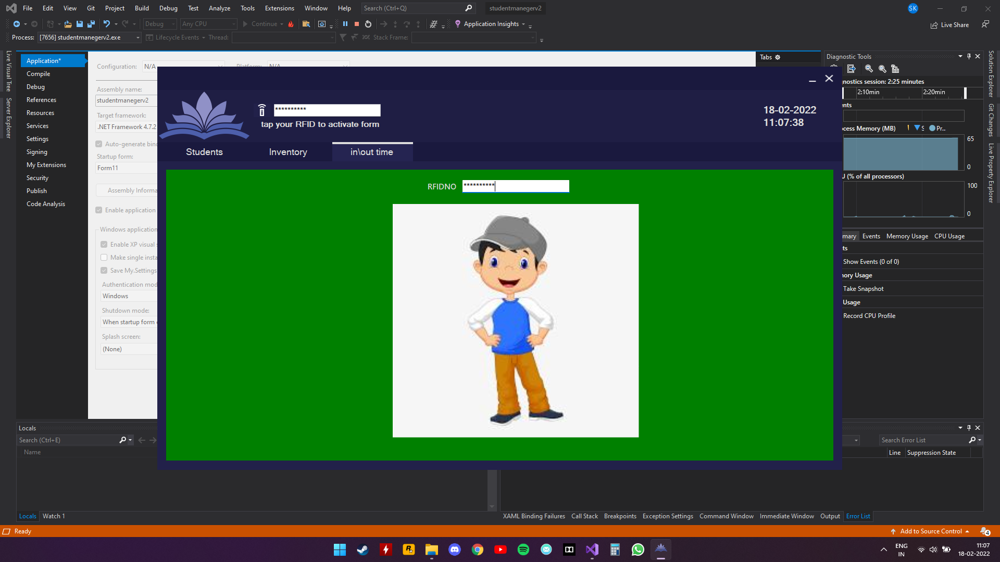 File Edit View Git Project Build Debug Test Analyze Tools Extensions Window Help Search (Ctrl+Q) studentmanegerv2 SK
Debug Any CPU Continue Application Insights Live Share
Process: [7656] studentmanegerv2.exe Lifecycle Events Thread: Stack Frame:
Live Visual Tree
Server Explorer
Application*
Compile
Debug
References
Resources
Services
Settings
Signing
My Extensions
Security
Publish
Code Analysis
Configuration: N/A Platform: N/A
Assembly name:
studentmanegerv2
Target framework:
.NET Framework 4.7.2
Auto-generate bin
Startup form:
Form11
Assembly Informa
Enable application
Windows application
Enable XP visual s
Make single insta
Save My.Settings
Authentication mod
Windows
Shutdown mode:
When startup form
Splash screen:
(None)
Tabs
**********
tap your RFID to activate form
18-02-2022
11:07:38
Students Inventory in\out time
RFIDNO **********
Diagnostic Tools
nostics session: 2:25 minutes
2:10min 2:20min
nts
cess Memory (MB) S Pr...
65
0
U (% of all processors)
100
0
mary Events Memory Usage CPU Usage
ts
Show Events (0 of 0)
ory Usage
Take Snapshot
Usage
Record CPU Profile
Solution Explorer
Git Changes
Live Property Explorer
Locals
Search (Ctrl+E)
Name
Search Error List
Line Suppression State
Locals Watch 1
XAML Binding Failures Call Stack Breakpoints Exception Settings Command Window Immediate Window Output Error List
Ready Add to Source Control 4
ENG
IN
11:07
18-02-2022